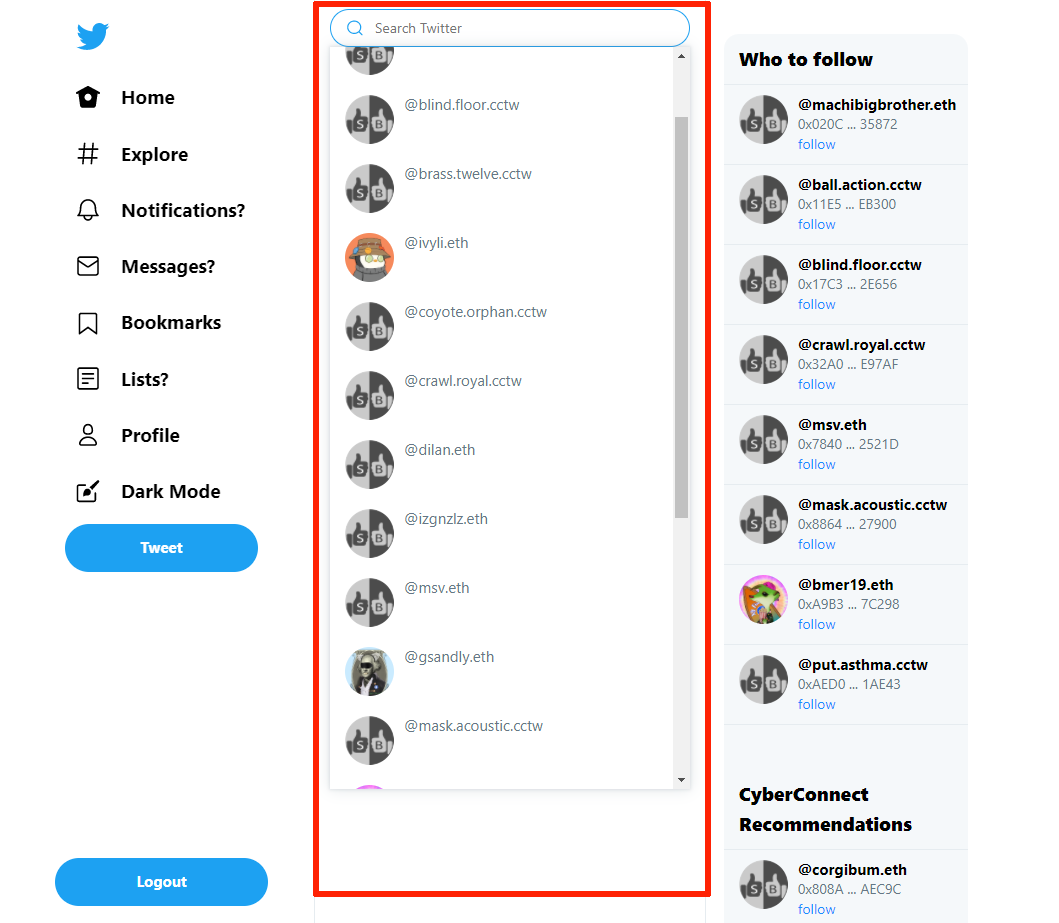 Home
Explore
Notifications?
Messages?
Bookmarks
Lists?
Profile
Dark Mode
Tweet
Logout
Search Twitter
@blind.floor.cctw
@brass.twelve.cctw
@ivyli.eth
@coyote.orphan.cctw
@crawl.royal.cctw
@dilan.eth
@izgnzlz.eth
@msv.eth
@gsandly.eth
@mask.acoustic.cctw
Who to follow
@machibigbrother.eth
0x020C ... 35872
follow
@ball.action.cctw
0x11E5 ... EB300
follow
@blind.floor.cctw
0x17C3 ... 2E656
follow
@crawl.royal.cctw
0x32A0 ... E97AF
follow
@msv.eth
0x7840 ... 2521D
follow
@mask.acoustic.cctw
0x8864 ... 27900
follow
@bmer19.eth
0xA9B3 ... 7C298
follow
@put.asthma.cctw
0xAED0 ... 1AE43
follow
CyberConnect
Recommendations
@corgibum.eth
0x808A ... AEC9C
follow